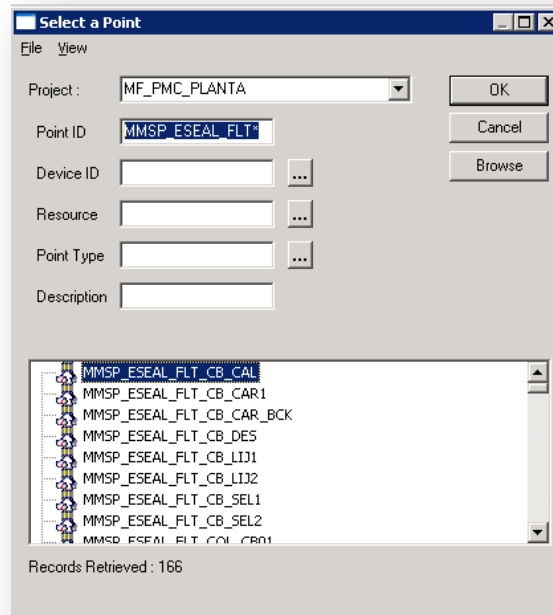 Select a Point
File View
Project : MF_PMC_PLANTA OK
Point ID MMSP_ESEAL_FLT* Cancel
Device ID ... Browse
Resource ...
Point Type ...
Description
MMSP_ESEAL_FLT_CB_CAL
MMSP_ESEAL_FLT_CB_CAR1
MMSP_ESEAL_FLT_CB_CAR_BCK
MMSP_ESEAL_FLT_CB_DES
MMSP_ESEAL_FLT_CB_LIJ1
MMSP_ESEAL_FLT_CB_LIJ2
MMSP_ESEAL_FLT_CB_SEL1
MMSP_ESEAL_FLT_CB_SEL2
MMSP_ESEAL_FLT_COL_CB01
Records Retrieved : 166